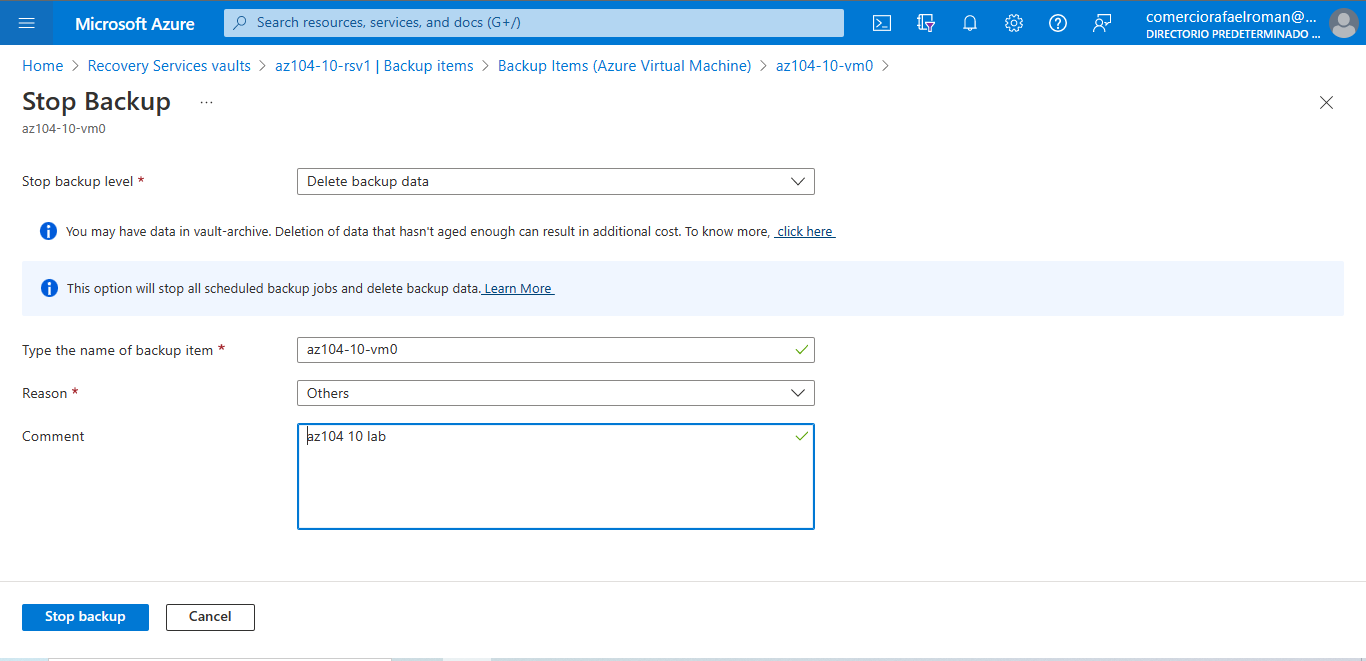 Microsoft Azure
Search resources, services, and docs (G+/)
comerciorafaelroman@...
DIRECTORIO PREDETERMINADO ...
Home > Recovery Services vaults > az104-10-rsv1 | Backup items > Backup Items (Azure Virtual Machine) > az104-10-vm0 >
Stop Backup ...
az104-10-vm0
Stop backup level *
Delete backup data
You may have data in vault-archive. Deletion of data that hasn't aged enough can result in additional cost. To know more, click here
This option will stop all scheduled backup jobs and delete backup data. Learn More
Type the name of backup item *
az104-10-vm0
Reason *
Others
Comment
az104 10 lab
Stop backup
Cancel